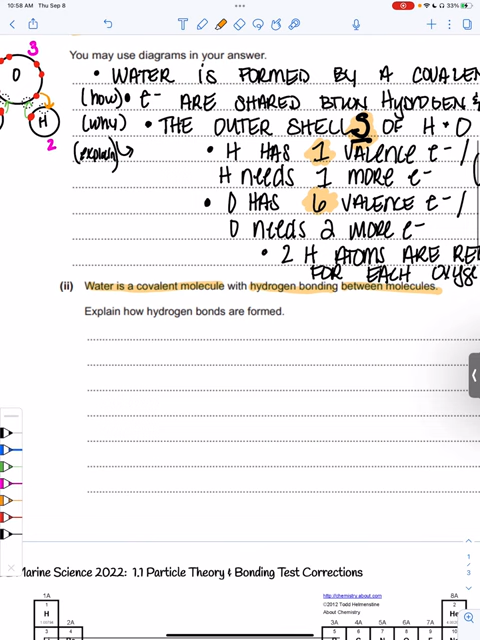 10:58 AM Thu Sep 8
33%
3
You may use diagrams in your answer.
O
• WATER IS FORMED BY A COVALEN
(how) • e- ARE SHARED BTWN HYDROGEN &
H
(why) • THE OUTER SHELLS OF H + O
2
(explain)
• H HAS 1 VALENCE e- /
H needs 1 MORE e-
• O HAS 6 VALENCE e- /
O needs 2 MORE e-
• 2 H ATOMS ARE RE
FOR EACH OXYGE
(ii) Water is a covalent molecule with hydrogen bonding between molecules.
Explain how hydrogen bonds are formed.
1
3
Marine Science 2022: 1.1 Particle Theory & Bonding Test Corrections
1A
1
H
2A
http://chemistry.about.com
©2012 Todd Helmenstine
About Chemistry
3A 4A 5A 6A 7A
8A
2
He
3
4
5
6
7
8
9
10